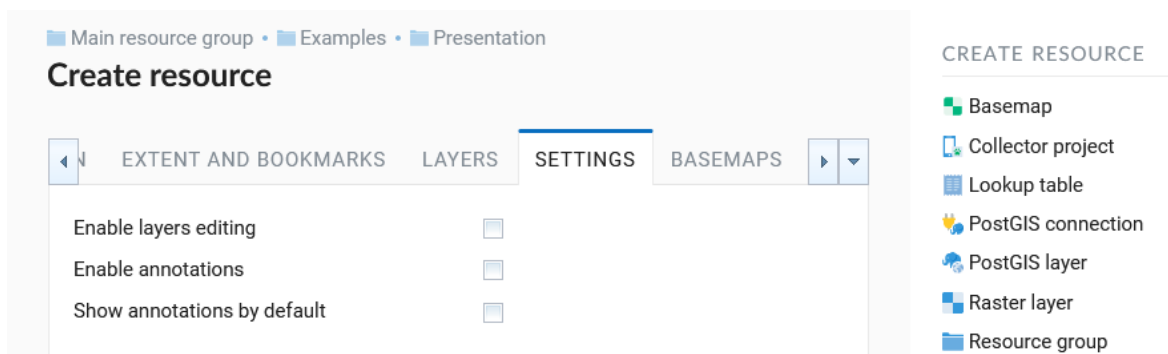 Main resource group • Examples • Presentation
Create resource
N EXTENT AND BOOKMARKS LAYERS SETTINGS BASEMAPS
Enable layers editing
Enable annotations
Show annotations by default
CREATE RESOURCE
Basemap
Collector project
Lookup table
PostGIS connection
PostGIS layer
Raster layer
Resource group